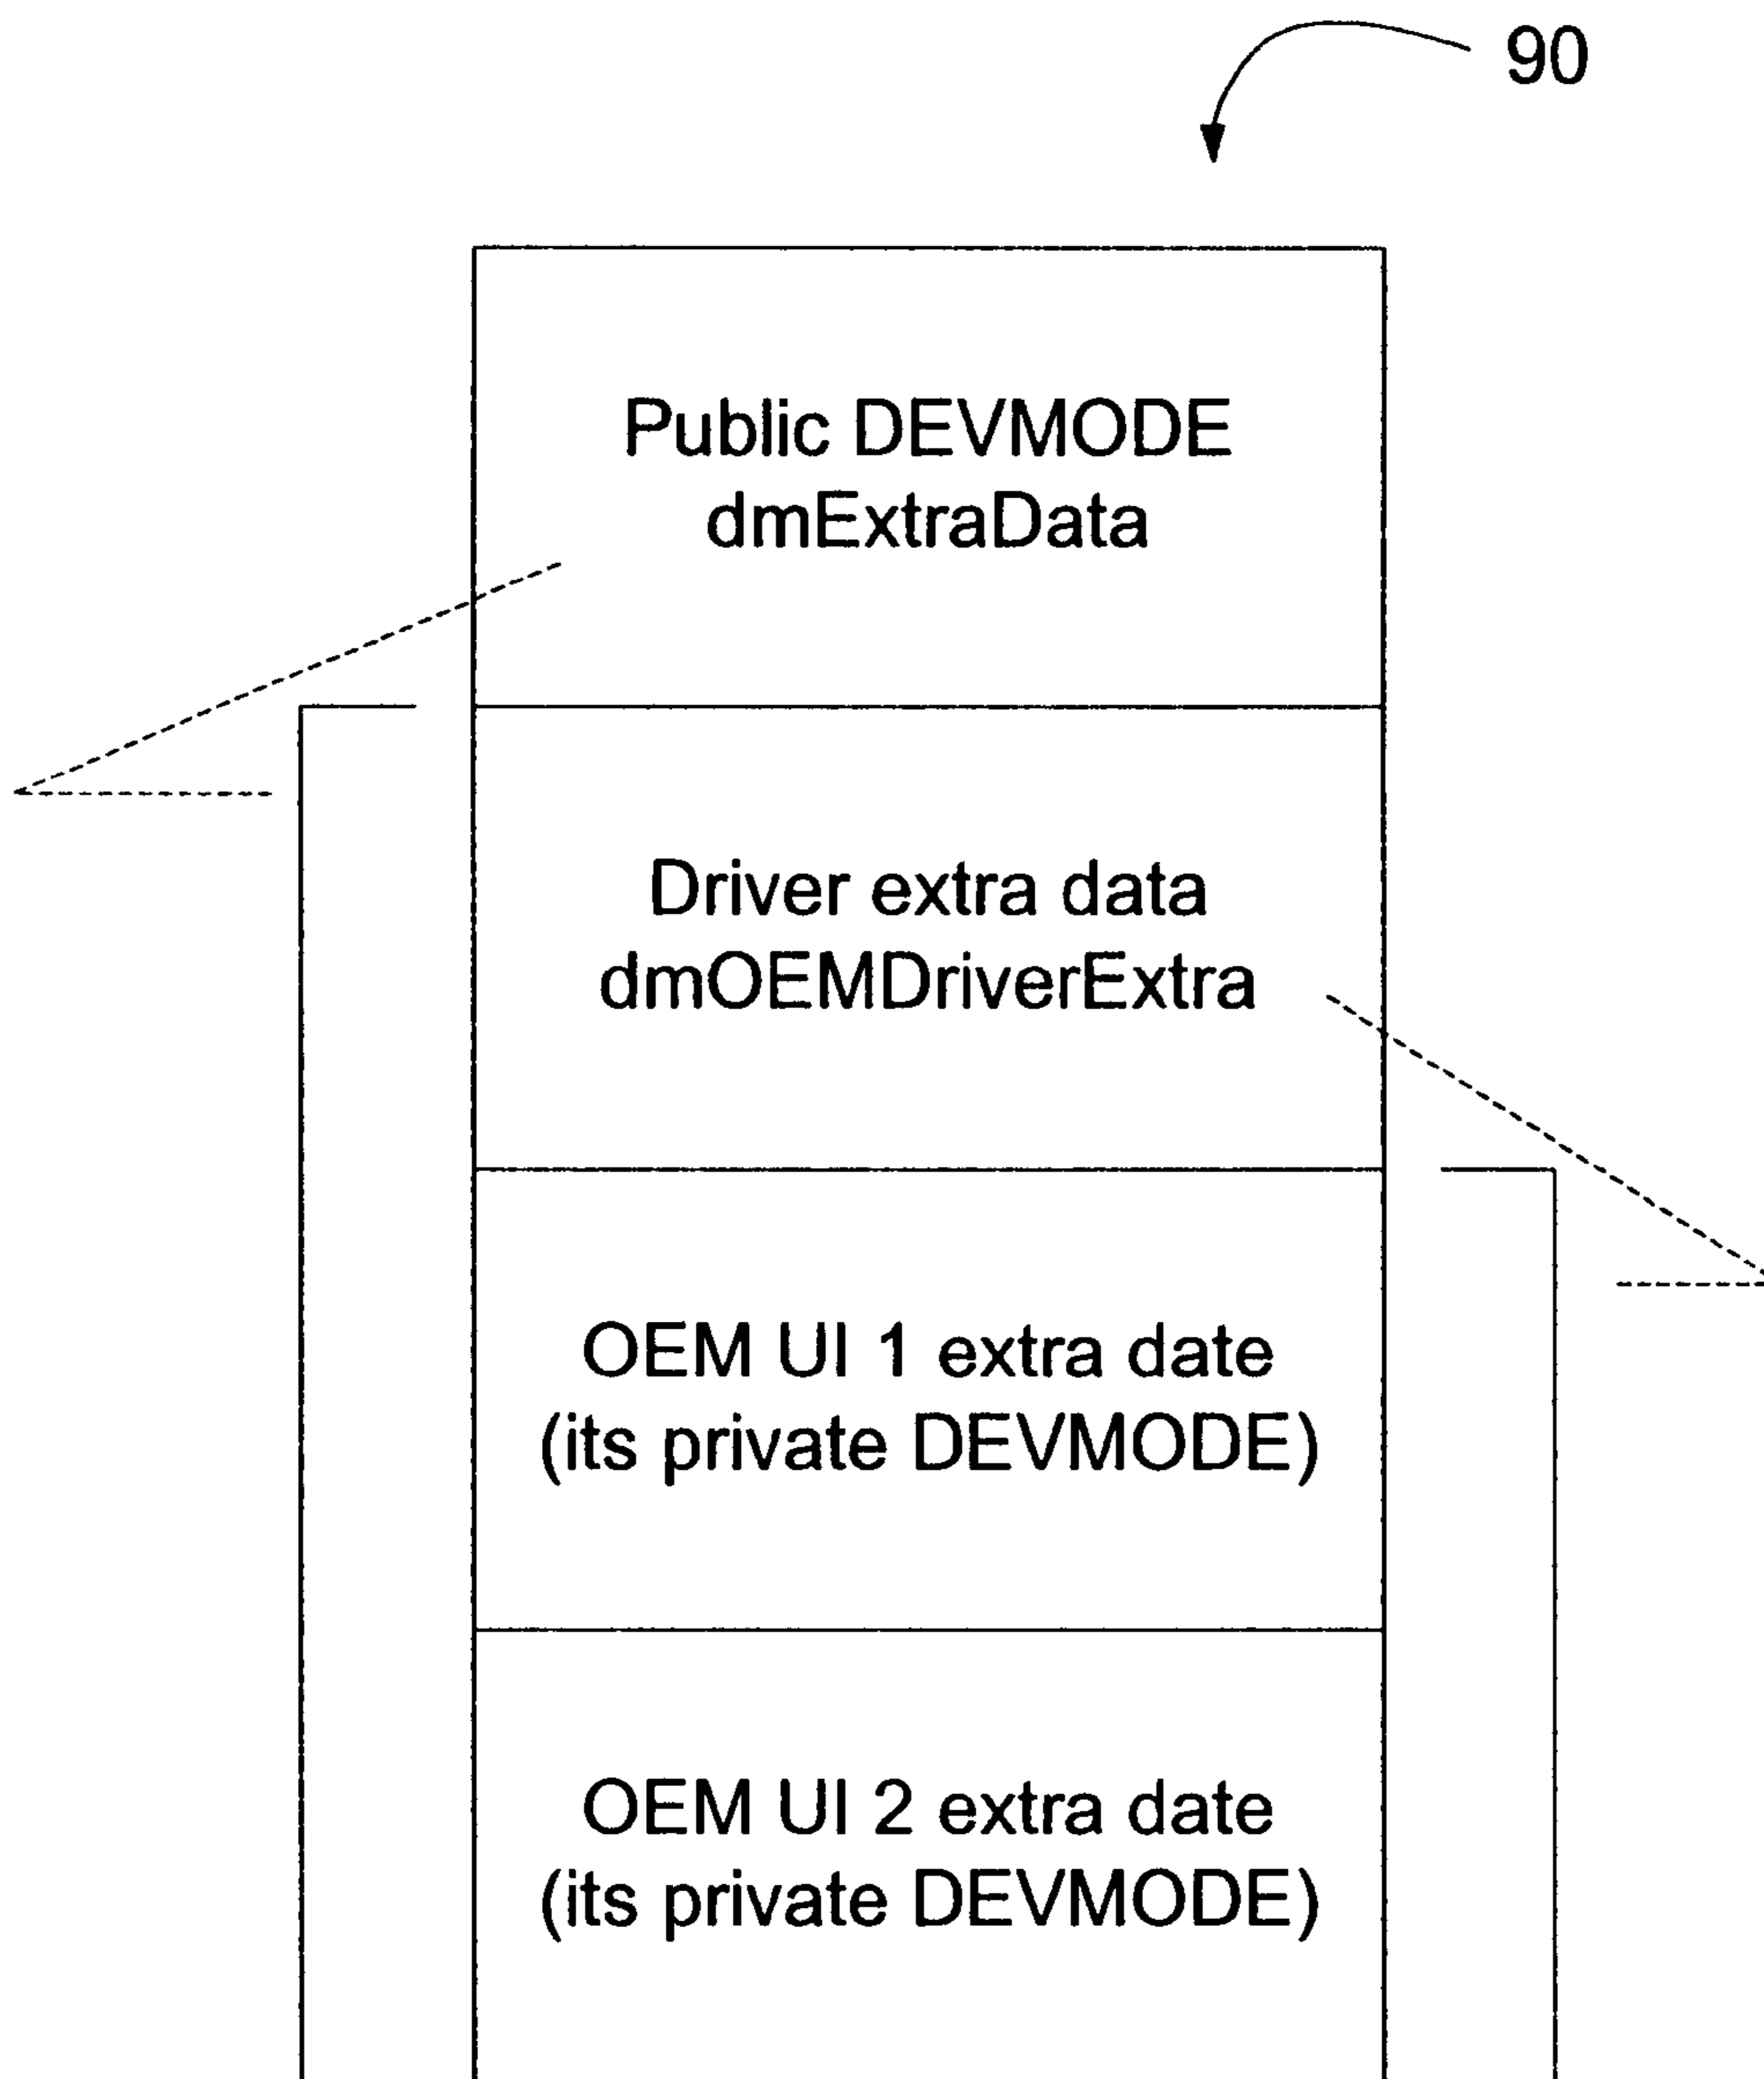 90
Public DEVMODE
dmExtraData
Driver extra data
dmOEMDriverExtra
OEM UI 1 extra date
(its private DEVMODE)
OEM UI 2 extra date
(its private DEVMODE)